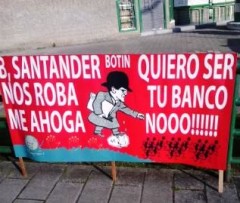 B, SANTANDER BOTIN QUIERO SER
NOS ROBA TU BANCO
ME AHOGA NOOO!!!!!!